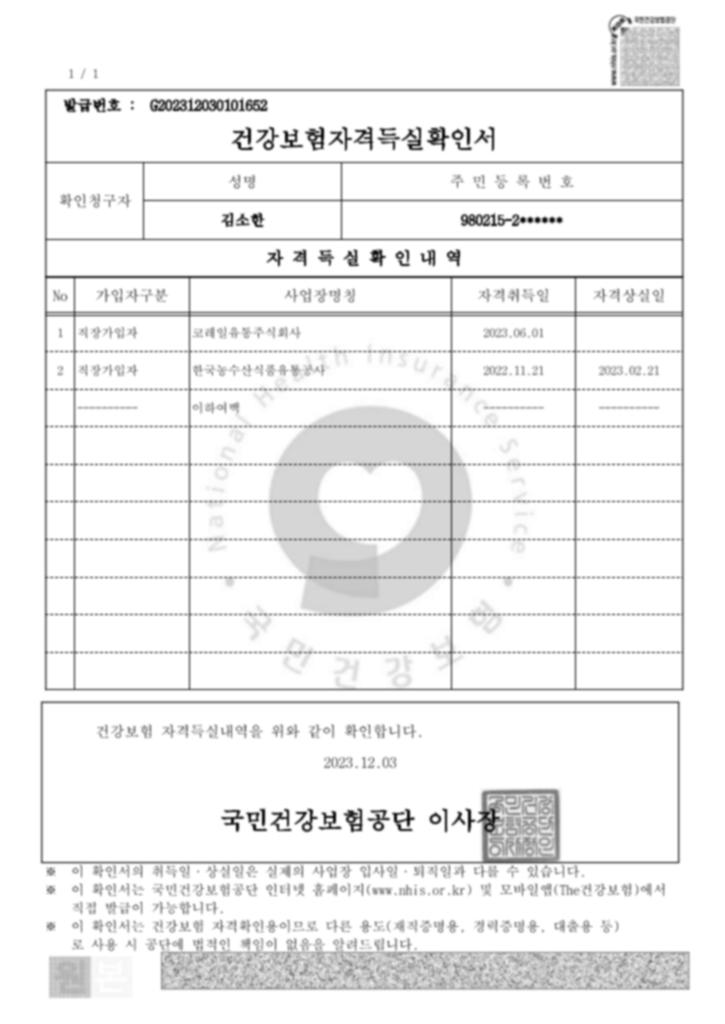 국민건강보험공단
1 / 1
발급번호 : G202312030101652
건강보험자격득실확인서
확인청구자
성명
주 민 등 록 번 호
김소한
980215-2******
자 격 득 실 확 인 내 역
No
가입자구분
사업장명칭
자격취득일
자격상실일
1
직장가입자
코레일유통주식회사
2023.06.01
2
직장가입자
한국농수산식품유통공사
2022.11.21
2023.02.21
----------
이하여백
----------
----------
National Health Insurance Service
국 민 건 강 보 험
건강보험 자격득실내역을 위와 같이 확인합니다.
2023.12.03
국민건강보험공단 이사장
※ 이 확인서의 취득일·상실일은 실제의 사업장 입사일·퇴직일과 다를 수 있습니다.
※ 이 확인서는 국민건강보험공단 인터넷 홈페이지(www.nhis.or.kr) 및 모바일앱(The건강보험)에서
직접 발급이 가능합니다.
※ 이 확인서는 건강보험 자격확인용이므로 다른 용도(재직증명용, 경력증명용, 대출용 등)
로 사용 시 공단에 법적인 책임이 없음을 알려드립니다.
원본